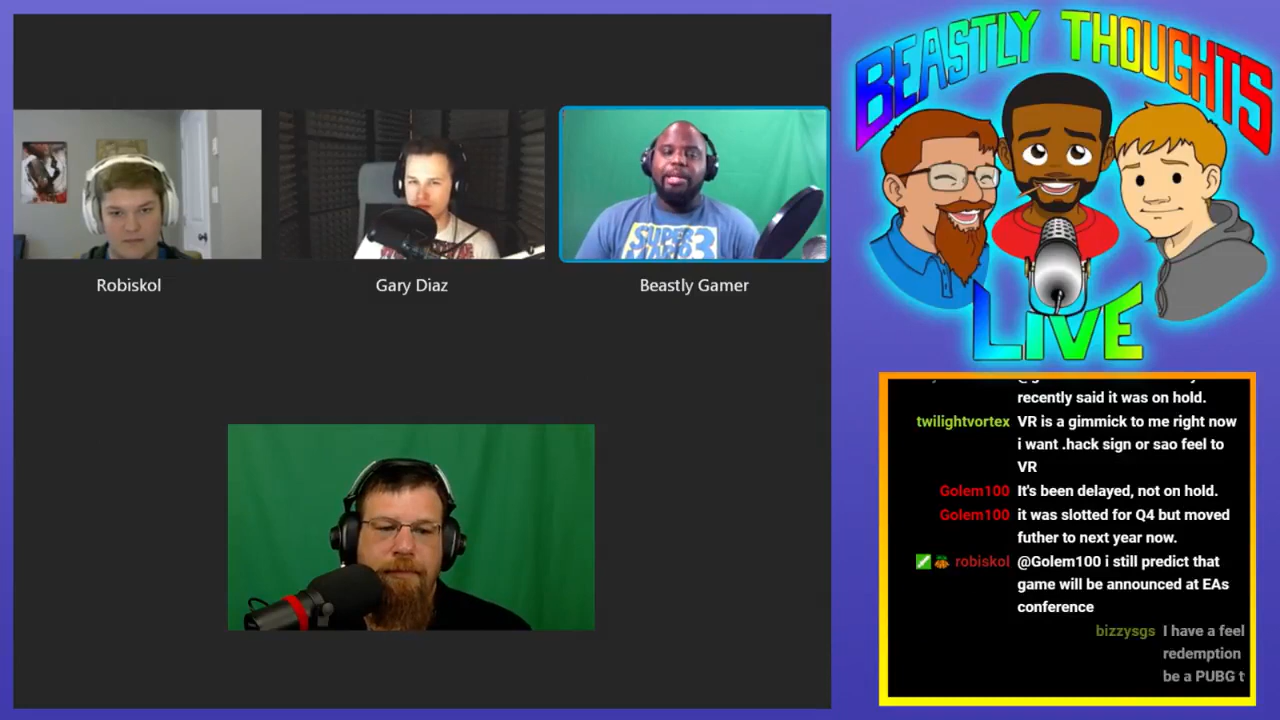 Robiskol
Gary Diaz
Beastly Gamer
SUPER
3
BEASTLY THOUGHTS
LIVE
recently said it was on hold.
twilightvortex VR is a gimmick to me right now
i want .hack sign or sao feel to
VR
Golem100 It's been delayed, not on hold.
Golem100 it was slotted for Q4 but moved
futher to next year now.
robiskol @Golem100 i still predict that
game will be announced at EAs
conference
bizzysgs I have a feel
redemption
be a PUBG t